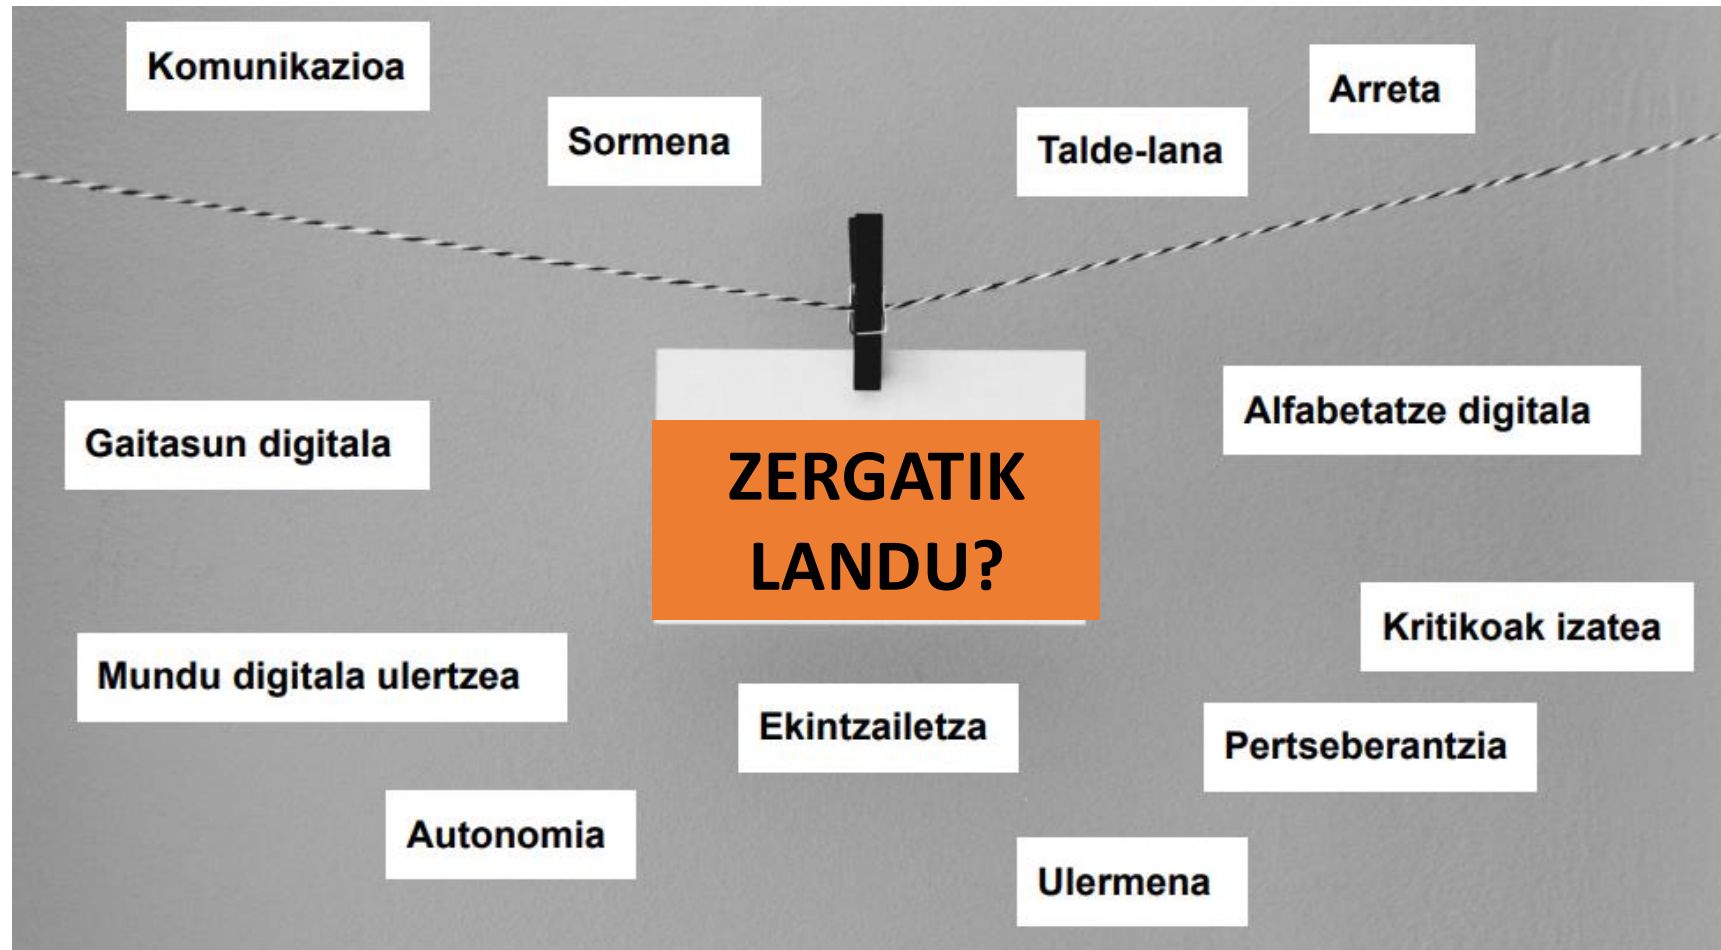 Komunikazioa
Arreta
Sormena
Talde-lana
Gaitasun digitala
Alfabetatze digitala
ZERGATIK
LANDU?
Kritikoak izatea
Mundu digitala ulertzea
Ekintzailetza
Pertseberantzia
Autonomia
Ulermena